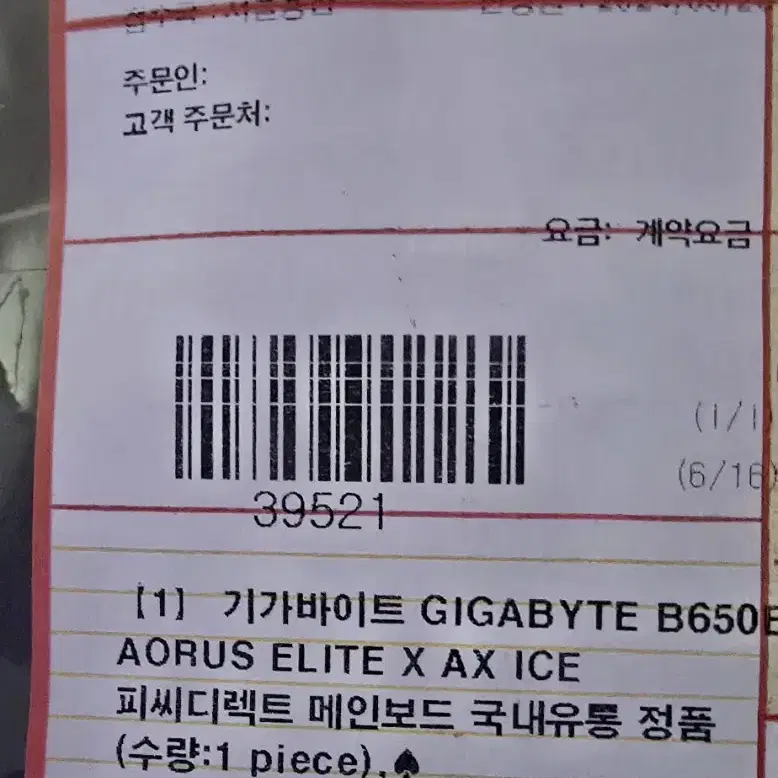 주문인:
고객 주문처:
요금: 계약요금
(1/1)
(6/16)
39521
[1] 기가바이트 GIGABYTE B650E
AORUS ELITE X AX ICE
피씨디렉트 메인보드 국내유통 정품
(수량:1 piece),♠